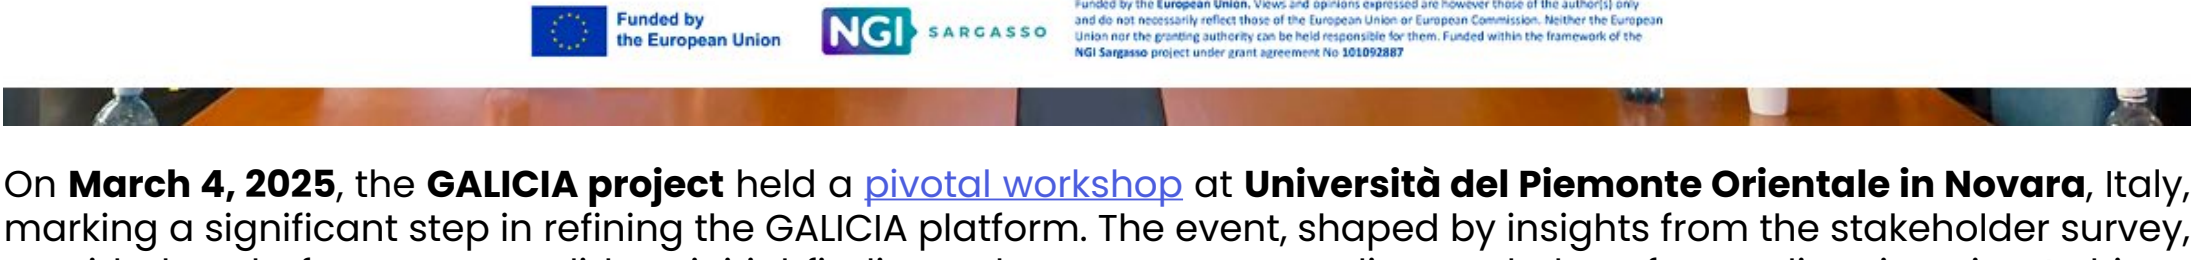 Funded by
the European Union
NGI SARGASSO
Funded by the European Union. Views and opinions expressed are however those of the author(s) only
and do not necessarily reflect those of the European Union or European Commission. Neither the European
Union nor the granting authority can be held responsible for them. Funded within the framework of the
NGI Sargasso project under grant agreement No 101092887
On March 4, 2025, the GALICIA project held a pivotal workshop at Università del Piemonte Orientale in Novara, Italy,
marking a significant step in refining the GALICIA platform. The event, shaped by insights from the stakeholder survey,